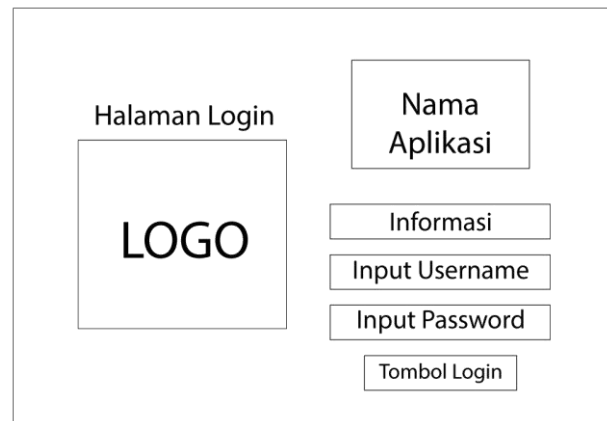 Halaman Login
LOGO
Nama
Aplikasi
Informasi
Input Username
Input Password
Tombol Login